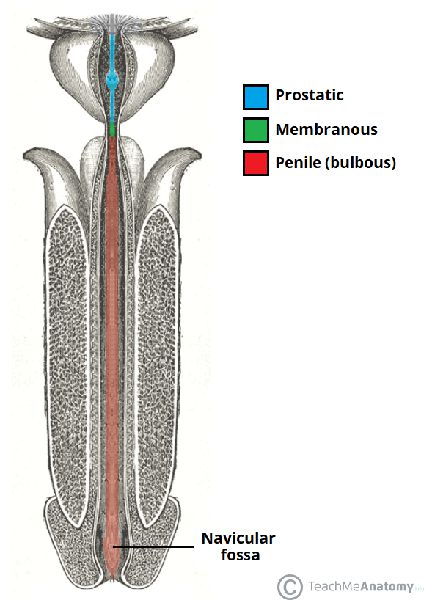 Prostatic
Membranous
Penile (bulbous)
Navicular
fossa
© TeachMeAnatomy